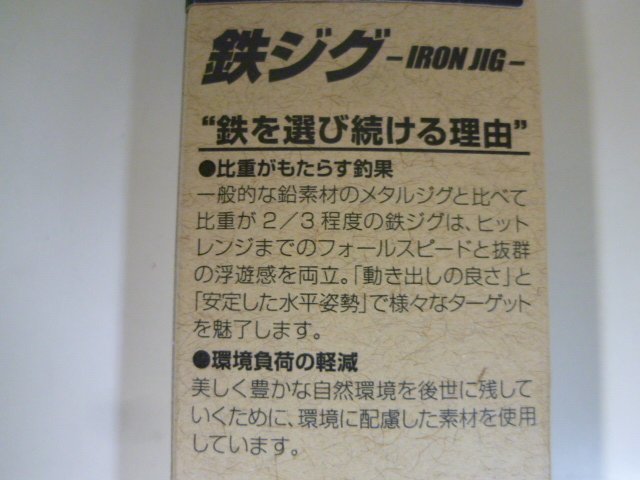 鉄ジグ-IRON JIG-
"鉄を選び続ける理由"
●比重がもたらす釣果
一般的な鉛素材のメタルジグと比べて
比重が2/3程度の鉄ジグは、ヒット
レンジまでのフォールスピードと抜群
の浮遊感を両立。「動き出しの良さ」と
「安定した水平姿勢」で様々なターゲット
を魅了します。
●環境負荷の軽減
美しく豊かな自然環境を後世に残して
いくために、環境に配慮した素材を使用
しています。